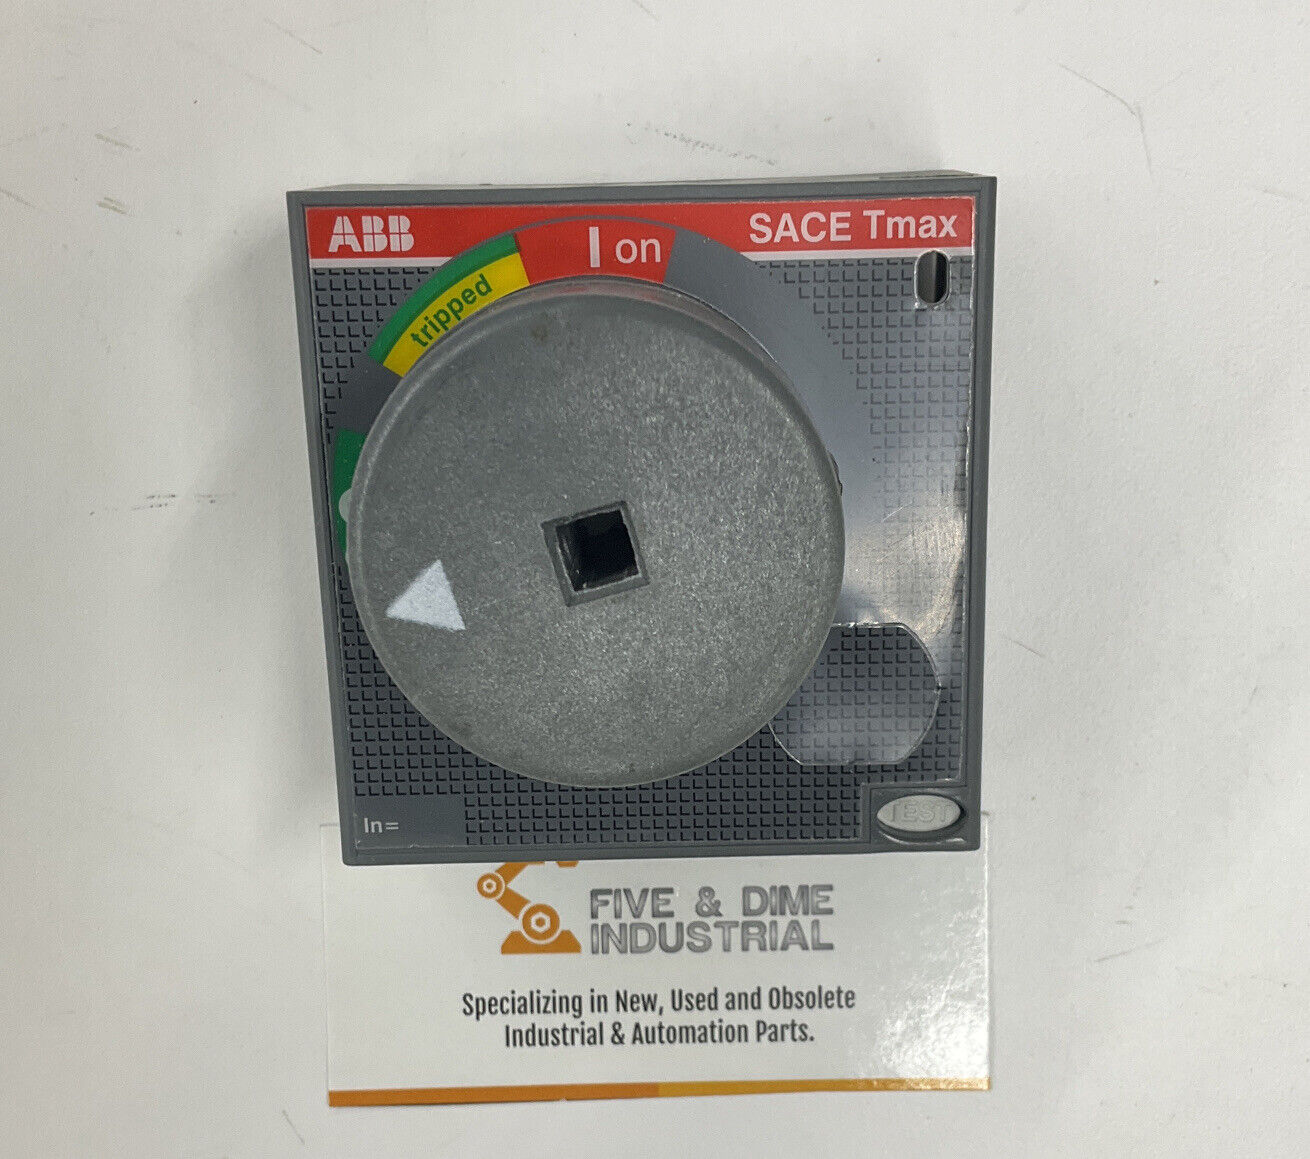 ABB
SACE Tmax
I on
tripped
In=
TEST
FIVE & DIME
INDUSTRIAL
Specializing in New, Used and Obsolete
Industrial & Automation Parts.